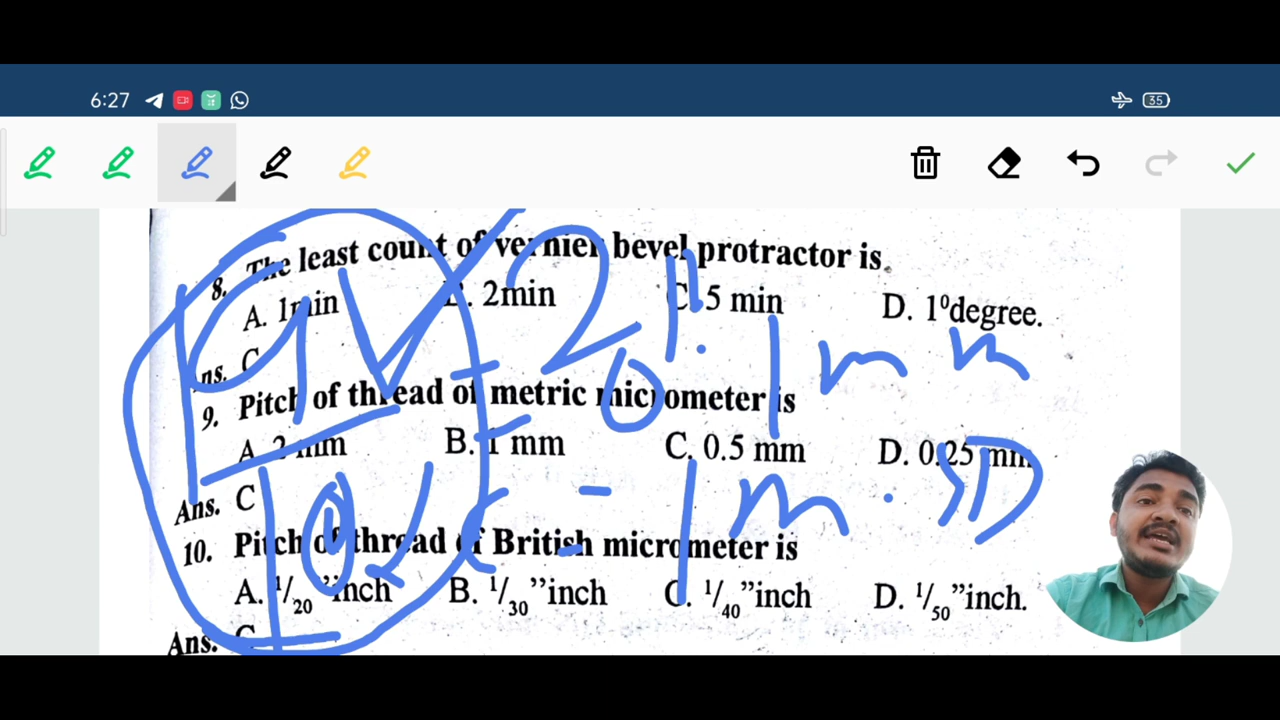 6:27
35
8. The least count of vernier bevel protractor is.
A. 1min B. 2min C. 5 min D. 1⁰degree.
Ans. C
9. Pitch of thread of metric micrometer is
A. 2 mm B. 1 mm C. 0.5 mm D. 0.25 mm
Ans. C
10. Pitch of thread of British micrometer is
A. ¹/₂₀”inch B. ¹/₃₀”inch C. ¹/₄₀”inch D. ¹/₅₀”inch.
Ans. C